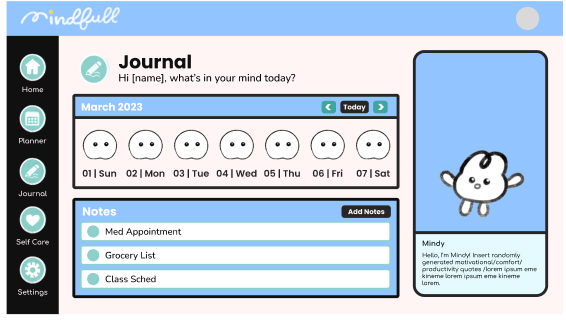 mindfull
Journal
Hi [name], what's in your mind today?
Home
Planner
Journal
Self Care
Settings
March 2023
Today
01 | Sun
02 | Mon
03 | Tue
04 | Wed
05 | Thu
06 | Fri
07 | Sat
Notes
Add Notes
Med Appointment
Grocery List
Class Sched
Mindy
Hello, I'm Mindy! Insert randomly
generated motivational/comfort/
productivity quotes /lorem ipsum eme
kineme lorem ipsum eme kineme
lorem.